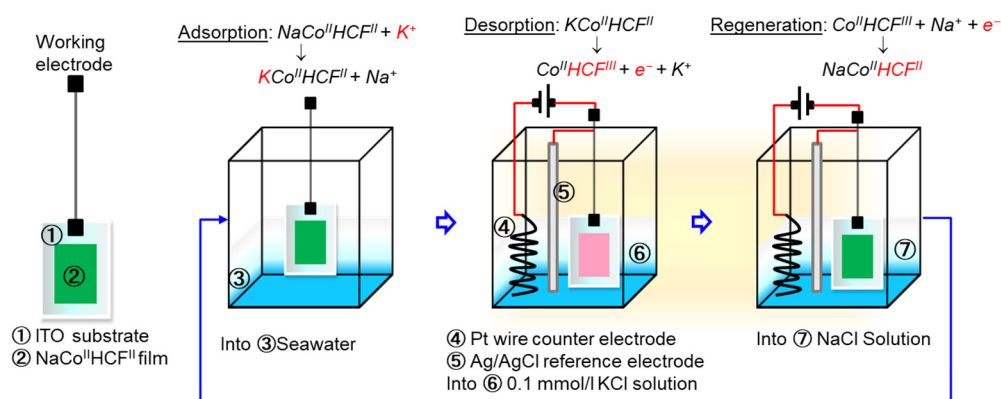 Working
electrode
①
②
① ITO substrate
② NaCoᴵᴵHCFᴵᴵ film
Adsorption: NaCoᴵᴵHCFᴵᴵ + K⁺
↓
KCoᴵᴵHCFᴵᴵ + Na⁺
③
Into ③Seawater
Desorption: KCoᴵᴵHCFᴵᴵ
↓
CoᴵᴵHCFᴵᴵᴵ + e⁻ + K⁺
④
⑤
⑥
④ Pt wire counter electrode
⑤ Ag/AgCl reference electrode
Into ⑥ 0.1 mmol/l KCl solution
Regeneration: CoᴵᴵHCFᴵᴵᴵ + Na⁺ + e⁻
↓
NaCoᴵᴵHCFᴵᴵ
⑦
Into ⑦ NaCl Solution